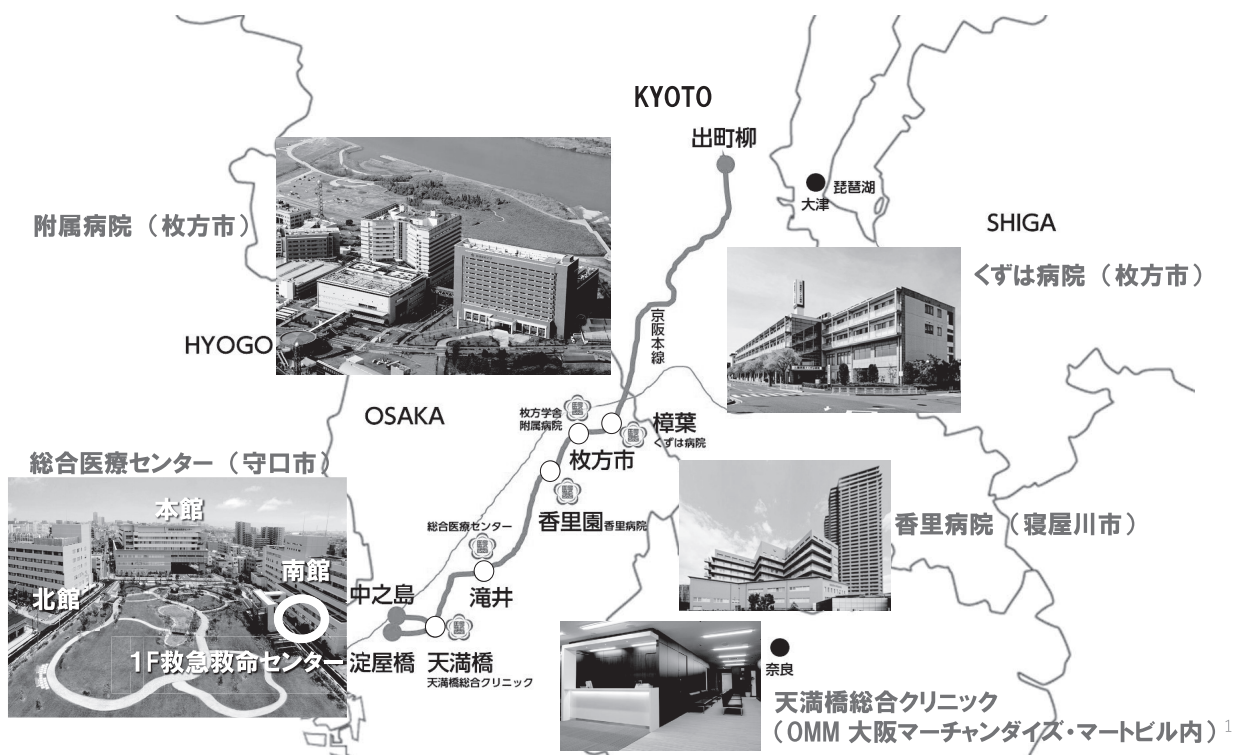 KYOTO
出町柳
琵琶湖
大津
附属病院（枚方市）
SHIGA
くずは病院（枚方市）
京阪本線
HYOGO
OSAKA
枚方学舎
附属病院
樟葉
くずは病院
枚方市
総合医療センター（守口市）
本館
南館
北館
1F救急救命センター
香里園
香里病院
総合医療センター
香里病院（寝屋川市）
滝井
中之島
淀屋橋
天満橋
天満橋総合クリニック
奈良
天満橋総合クリニック
（OMM 大阪マーチャンダイズ・マートビル内）
1